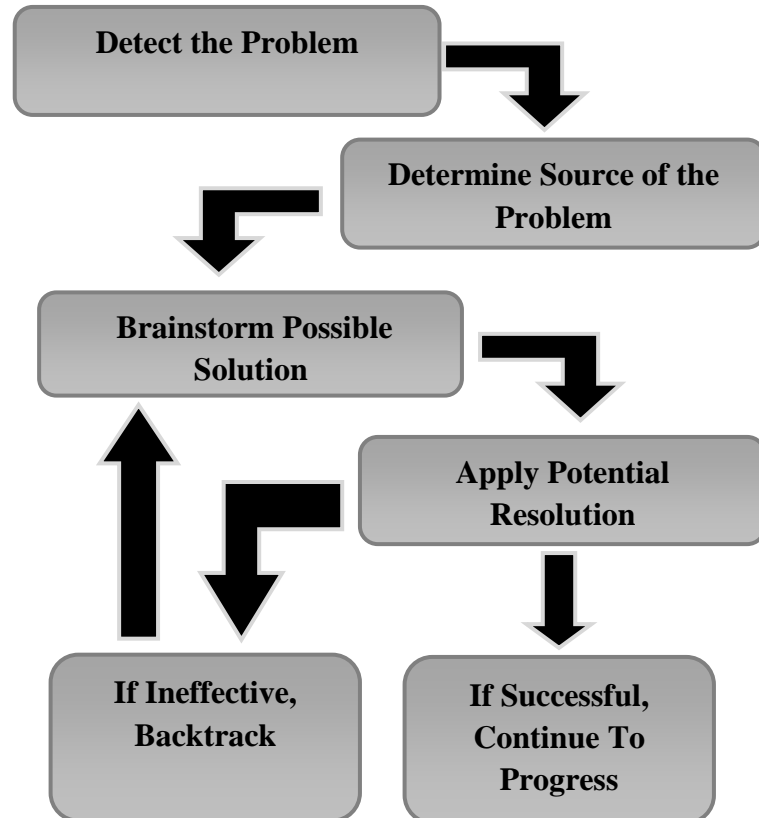 Detect the Problem
Determine Source of the
Problem
Brainstorm Possible
Solution
Apply Potential
Resolution
If Ineffective,
Backtrack
If Successful,
Continue To
Progress